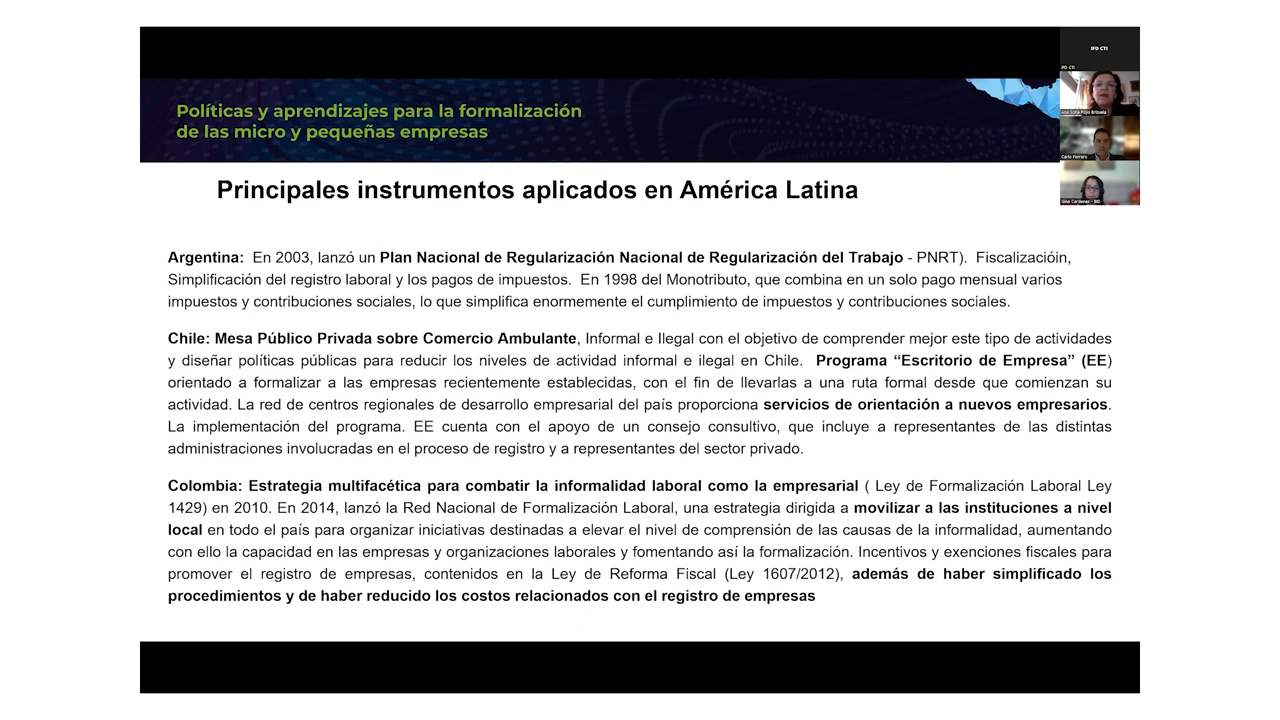 Políticas y aprendizajes para la formalización
de las micro y pequeñas empresas
IFD CTI
IFD CTI
Ana Sofia Rojo Brizuela
Carlo Ferraro
Gina Cardenas - BID
Principales instrumentos aplicados en América Latina
Argentina:  En 2003, lanzó un Plan Nacional de Regularización Nacional de Regularización del Trabajo - PNRT).  Fiscalizacióin,
Simplificación del registro laboral y los pagos de impuestos.  En 1998 del Monotributo, que combina en un solo pago mensual varios
impuestos y contribuciones sociales, lo que simplifica enormemente el cumplimiento de impuestos y contribuciones sociales.
Chile: Mesa Público Privada sobre Comercio Ambulante, Informal e Ilegal con el objetivo de comprender mejor este tipo de actividades
y diseñar políticas públicas para reducir los niveles de actividad informal e ilegal en Chile.  Programa “Escritorio de Empresa” (EE)
orientado a formalizar a las empresas recientemente establecidas, con el fin de llevarlas a una ruta formal desde que comienzan su
actividad. La red de centros regionales de desarrollo empresarial del país proporciona servicios de orientación a nuevos empresarios.
La implementación del programa. EE cuenta con el apoyo de un consejo consultivo, que incluye a representantes de las distintas
administraciones involucradas en el proceso de registro y a representantes del sector privado.
Colombia: Estrategia multifacética para combatir la informalidad laboral como la empresarial ( Ley de Formalización Laboral Ley
1429) en 2010. En 2014, lanzó la Red Nacional de Formalización Laboral, una estrategia dirigida a movilizar a las instituciones a nivel
local en todo el país para organizar iniciativas destinadas a elevar el nivel de comprensión de las causas de la informalidad, aumentando
con ello la capacidad en las empresas y organizaciones laborales y fomentando así la formalización. Incentivos y exenciones fiscales para
promover el registro de empresas, contenidos en la Ley de Reforma Fiscal (Ley 1607/2012), además de haber simplificado los
procedimientos y de haber reducido los costos relacionados con el registro de empresas